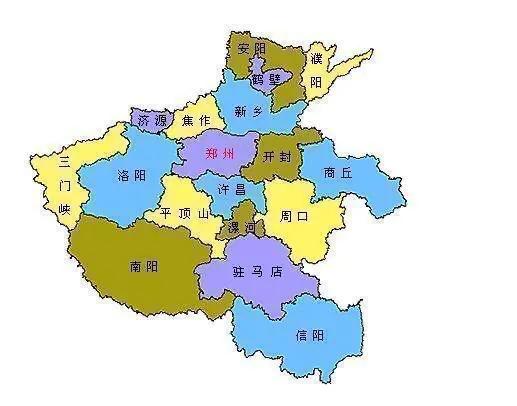 安阳
濮阳
鹤壁
新乡
济源
焦作
郑州
开封
三门峡
洛阳
商丘
许昌
平顶山
周口
漯河
南阳
驻马店
信阳